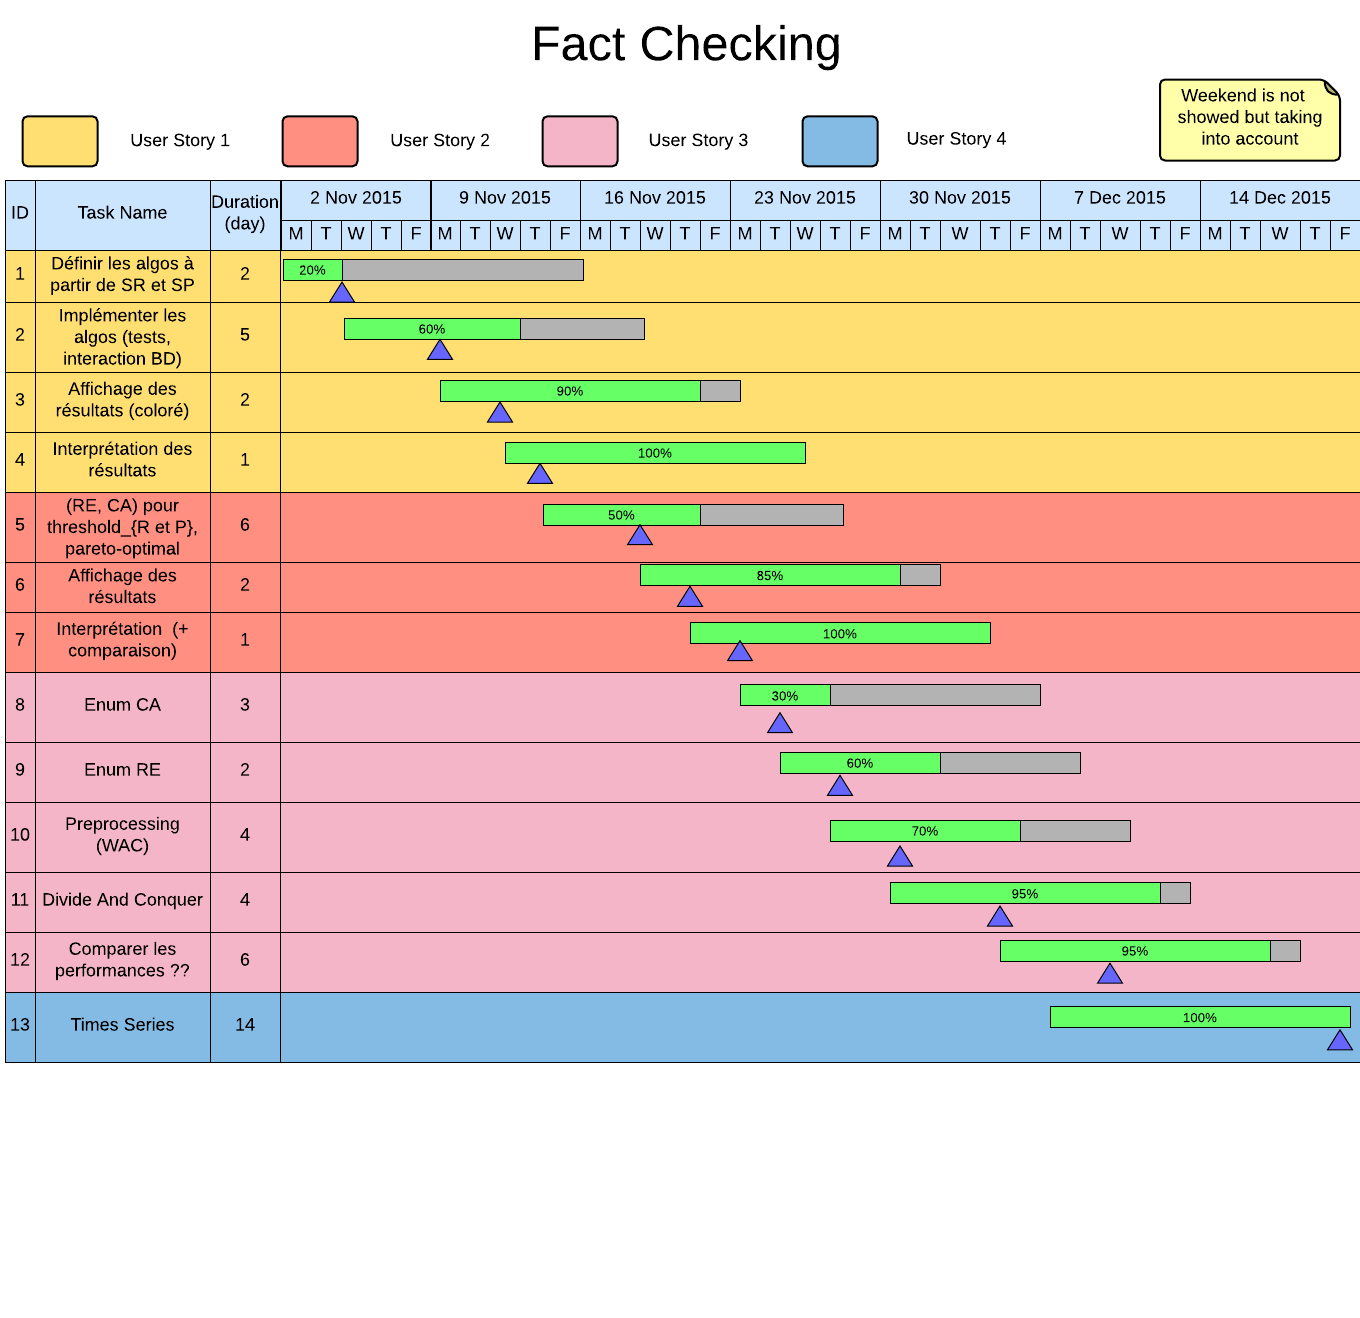 Fact Checking
Weekend is not
showed but taking
into account
User Story 1
User Story 2
User Story 3
User Story 4
ID
Task Name
Duration
(day)
2 Nov 2015
9 Nov 2015
16 Nov 2015
23 Nov 2015
30 Nov 2015
7 Dec 2015
14 Dec 2015
M T W T F M T W T F M T W T F M T W T F M T W T F M T W T F M T W T F
1
Définir les algos à
partir de SR et SP
2
20%
2
Implémenter les
algos (tests,
interaction BD)
5
60%
3
Affichage des
résultats (coloré)
2
90%
4
Interprétation des
résultats
1
100%
5
(RE, CA) pour
threshold_{R et P},
pareto-optimal
6
50%
6
Affichage des
résultats
2
85%
7
Interprétation (+
comparaison)
1
100%
8
Enum CA
3
30%
9
Enum RE
2
60%
10
Preprocessing
(WAC)
4
70%
11
Divide And Conquer
4
95%
12
Comparer les
performances ??
6
95%
13
Times Series
14
100%